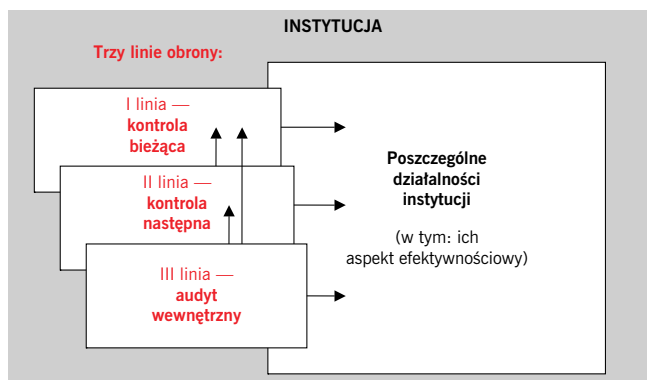 INSTYTUCJA
Trzy linie obrony:
I linia —
kontrola
bieżąca
II linia —
kontrola
następna
III linia —
audyt
wewnętrzny
Poszczególne
działalności
instytucji
(w tym: ich
aspekt efektywnościowy)